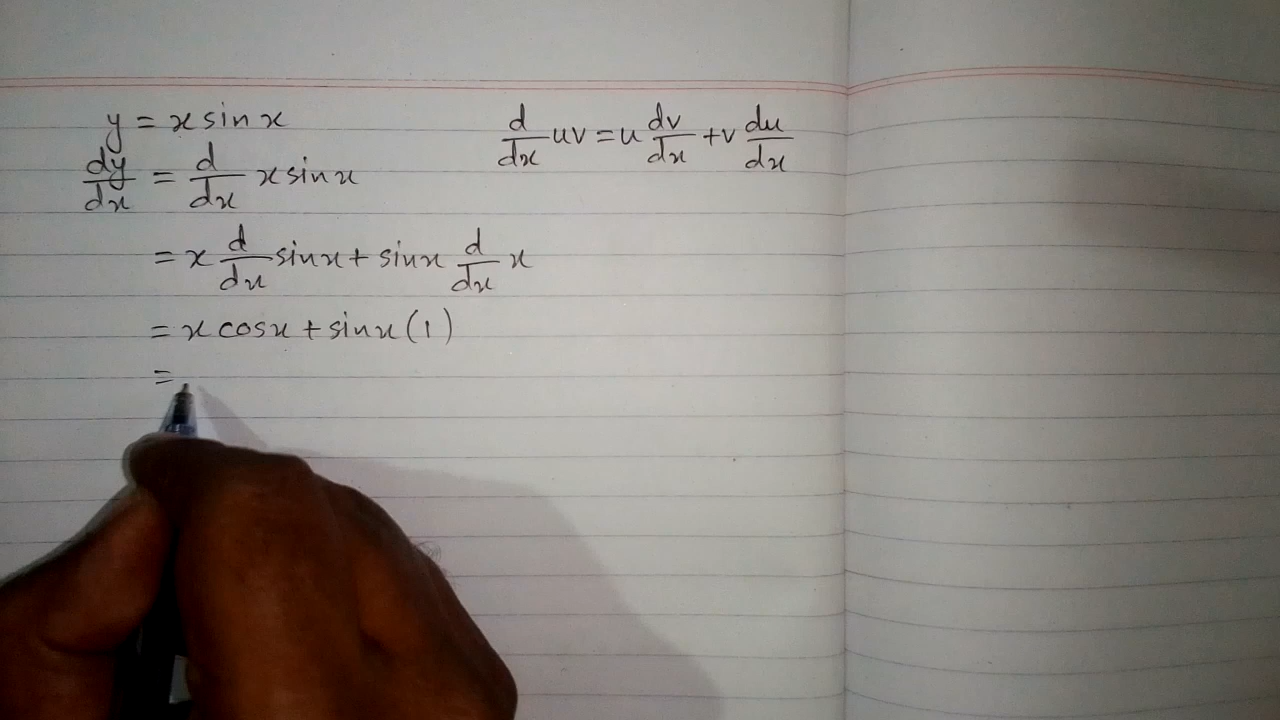 y = x sin x
dy/dx = d/dx x sin x
= x d/dx sin x + sin x d/dx x
= x cos x + sin x (1)
=
d/dx uv = u dv/dx + v du/dx